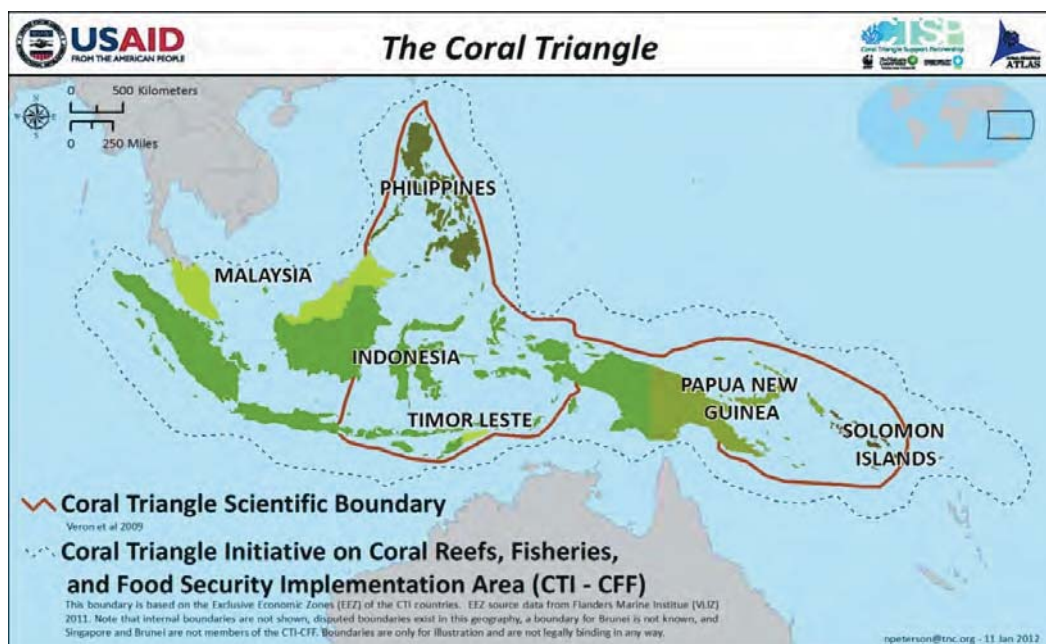 USAID
FROM THE AMERICAN PEOPLE
The Coral Triangle
CTSP
Coral Triangle Support Partnership
ATLAS
0 500 Kilometers
0 250 Miles
PHILIPPINES
MALAYSIA
INDONESIA
PAPUA NEW
GUINEA
TIMOR LESTE
SOLOMON
ISLANDS
Coral Triangle Scientific Boundary
Veron et al 2009
Coral Triangle Initiative on Coral Reefs, Fisheries,
and Food Security Implementation Area (CTI - CFF)
This boundary is based on the Exclusive Economic Zones (EEZ) of the CTI countries. EEZ source data from Flanders Marine Institue (VLIZ)
2011. Note that internal boundaries are not shown, disputed boundaries exist in this geography, a boundary for Brunei is not known, and
Singapore and Brunei are not members of the CTI-CFF. Boundaries are only for illustration and are not legally binding in any way.
npeterson@tnc.org - 11 Jan 2012